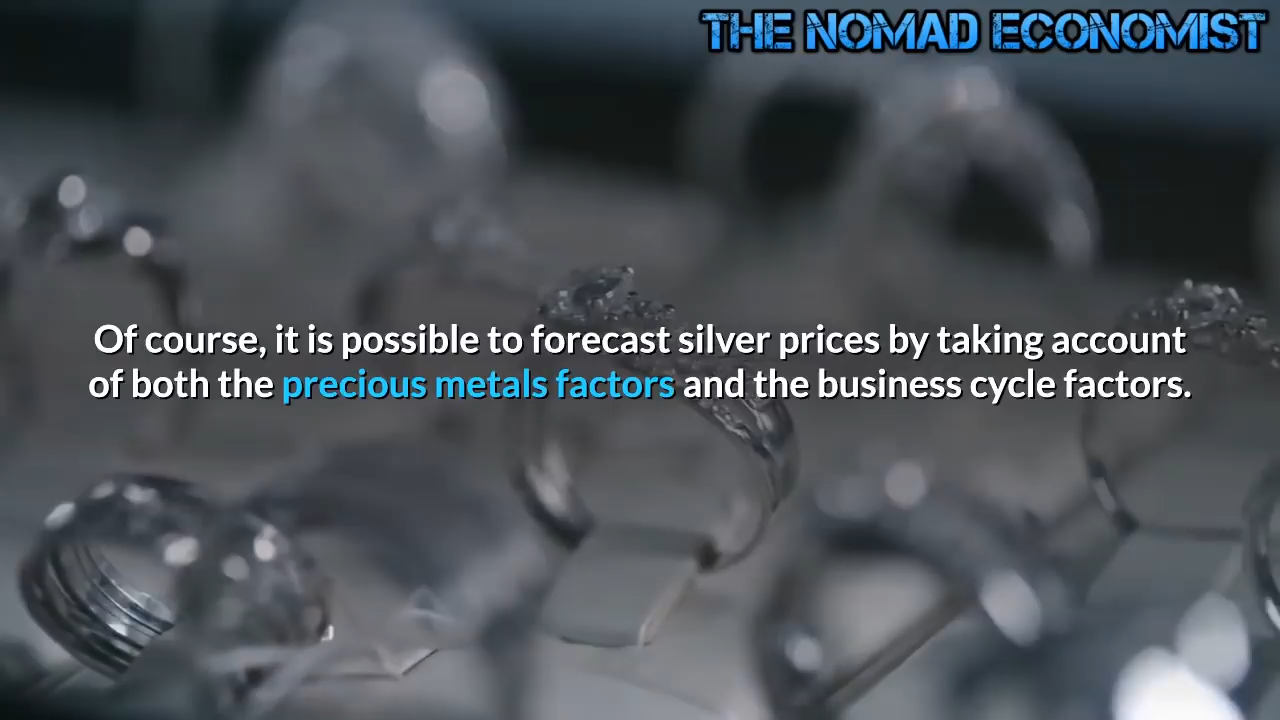 THE NOMAD ECONOMIST
Of course, it is possible to forecast silver prices by taking account
of both the precious metals factors and the business cycle factors.